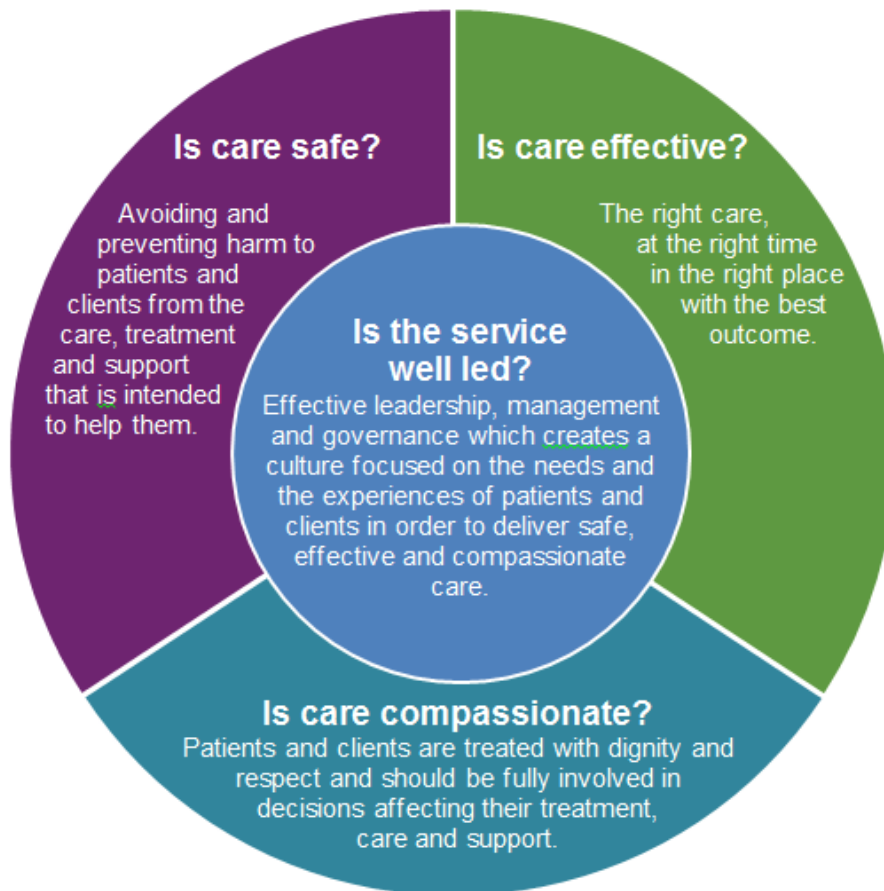 Is care safe?
Avoiding and
preventing harm to
patients and
clients from the
care, treatment
and support
that is intended
to help them.
Is care effective?
The right care,
at the right time
in the right place
with the best
outcome.
Is the service
well led?
Effective leadership, management
and governance which creates a
culture focused on the needs and
the experiences of patients and
clients in order to deliver safe,
effective and compassionate
care.
Is care compassionate?
Patients and clients are treated with dignity and
respect and should be fully involved in
decisions affecting their treatment,
care and support.